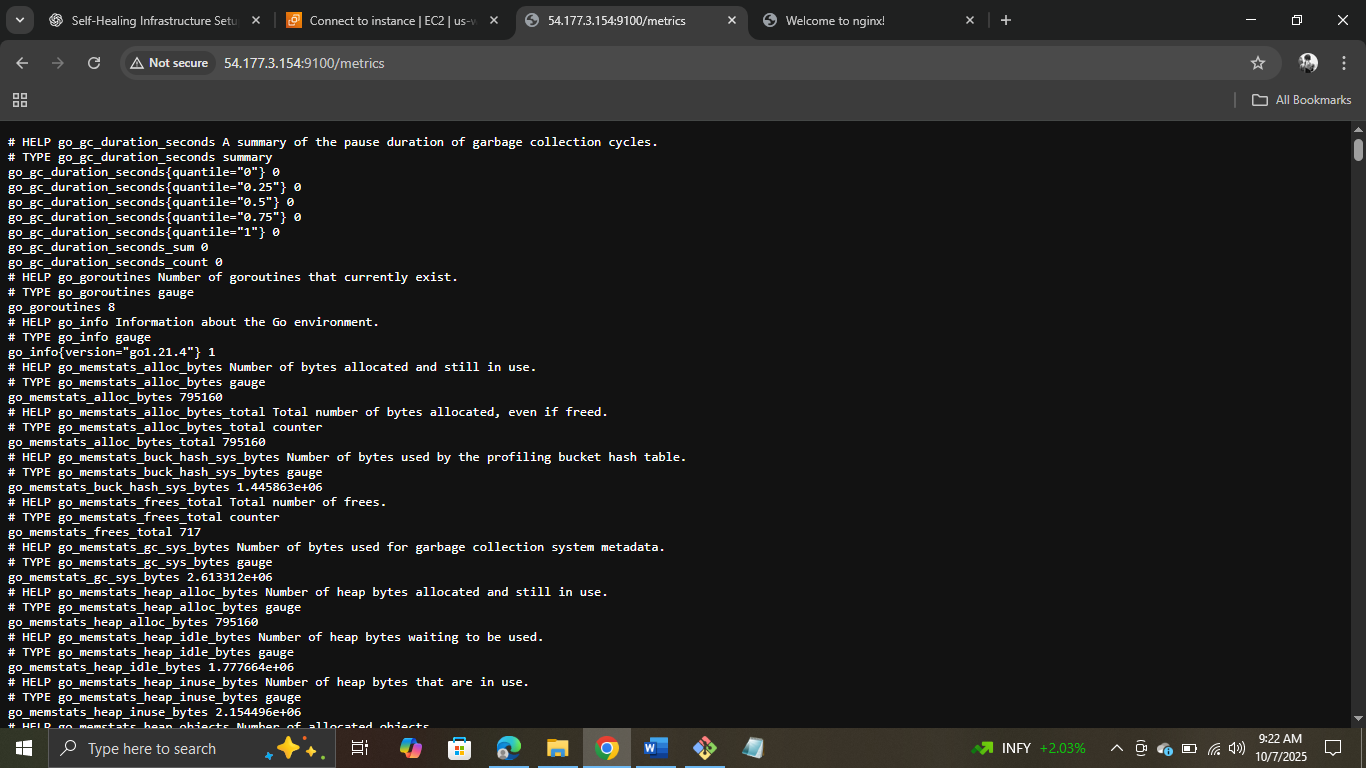 Self-Healing Infrastructure Setu
Connect to instance | EC2 | us-w
54.177.3.154:9100/metrics
Welcome to nginx!
Not secure
54.177.3.154:9100/metrics
All Bookmarks
# HELP go_gc_duration_seconds A summary of the pause duration of garbage collection cycles.
# TYPE go_gc_duration_seconds summary
go_gc_duration_seconds{quantile="0"} 0
go_gc_duration_seconds{quantile="0.25"} 0
go_gc_duration_seconds{quantile="0.5"} 0
go_gc_duration_seconds{quantile="0.75"} 0
go_gc_duration_seconds{quantile="1"} 0
go_gc_duration_seconds_sum 0
go_gc_duration_seconds_count 0
# HELP go_goroutines Number of goroutines that currently exist.
# TYPE go_goroutines gauge
go_goroutines 8
# HELP go_info Information about the Go environment.
# TYPE go_info gauge
go_info{version="go1.21.4"} 1
# HELP go_memstats_alloc_bytes Number of bytes allocated and still in use.
# TYPE go_memstats_alloc_bytes gauge
go_memstats_alloc_bytes 795160
# HELP go_memstats_alloc_bytes_total Total number of bytes allocated, even if freed.
# TYPE go_memstats_alloc_bytes_total counter
go_memstats_alloc_bytes_total 795160
# HELP go_memstats_buck_hash_sys_bytes Number of bytes used by the profiling bucket hash table.
# TYPE go_memstats_buck_hash_sys_bytes gauge
go_memstats_buck_hash_sys_bytes 1.445863e+06
# HELP go_memstats_frees_total Total number of frees.
# TYPE go_memstats_frees_total counter
go_memstats_frees_total 717
# HELP go_memstats_gc_sys_bytes Number of bytes used for garbage collection system metadata.
# TYPE go_memstats_gc_sys_bytes gauge
go_memstats_gc_sys_bytes 2.613312e+06
# HELP go_memstats_heap_alloc_bytes Number of heap bytes allocated and still in use.
# TYPE go_memstats_heap_alloc_bytes gauge
go_memstats_heap_alloc_bytes 795160
# HELP go_memstats_heap_idle_bytes Number of heap bytes waiting to be used.
# TYPE go_memstats_heap_idle_bytes gauge
go_memstats_heap_idle_bytes 1.777664e+06
# HELP go_memstats_heap_inuse_bytes Number of heap bytes that are in use.
# TYPE go_memstats_heap_inuse_bytes gauge
go_memstats_heap_inuse_bytes 2.154496e+06
# HELP go_memstats_heap_objects Number of allocated objects
Type here to search
INFY +2.03%
9:22 AM
10/7/2025